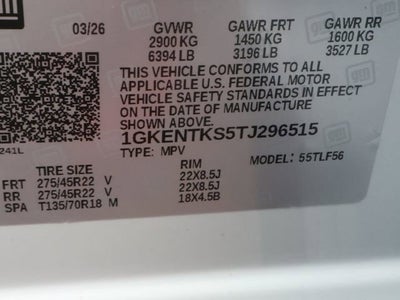 03/26 GVWR GAWR FRT GAWR RR
2900 KG 1450 KG 1600 KG
6394 LB 3196 LB 3527 LB
THIS VEHICLE CONFORMS TO ALL
APPLICABLE U.S. FEDERAL MOTOR
VEHICLE SAFETY STANDARDS IN EFFECT
ON THE DATE OF MANUFACTURE
SHOWN ABOVE.
1GKENTKS5TJ296515
241L
TYPE: MPV MODEL: 55TLF56
TIRE SIZE RIM
FRT 275/45R22 V 22X8.5J
RR 275/45R22 V 22X8.5J
SPA T135/70R18 M 18X4.5B